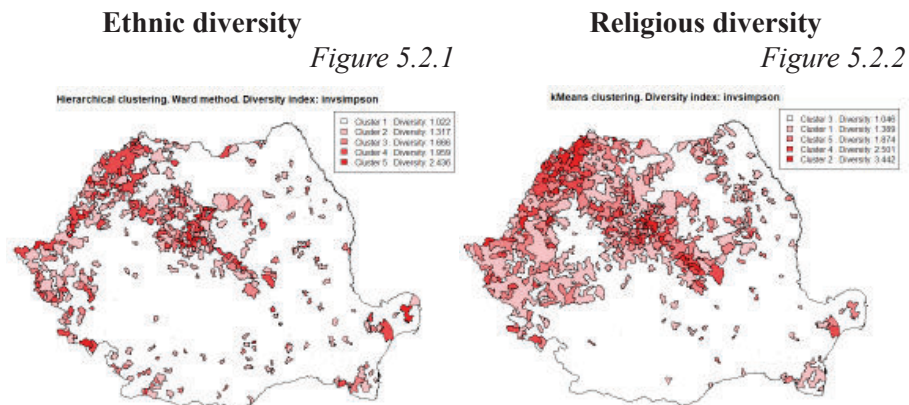 Ethnic diversity
Figure 5.2.1
Hierarchical clustering. Ward method. Diversity index: invsimpson
Cluster 1 : Diversity: 1.022
Cluster 2 : Diversity: 1.317
Cluster 3 : Diversity: 1.666
Cluster 4 : Diversity: 1.959
Cluster 5 : Diversity: 2.436
Religious diversity
Figure 5.2.2
kMeans clustering. Diversity index: invsimpson
Cluster 3 : Diversity: 1.046
Cluster 1 : Diversity: 1.389
Cluster 5 : Diversity: 1.874
Cluster 4 : Diversity: 2.501
Cluster 2 : Diversity: 3.442